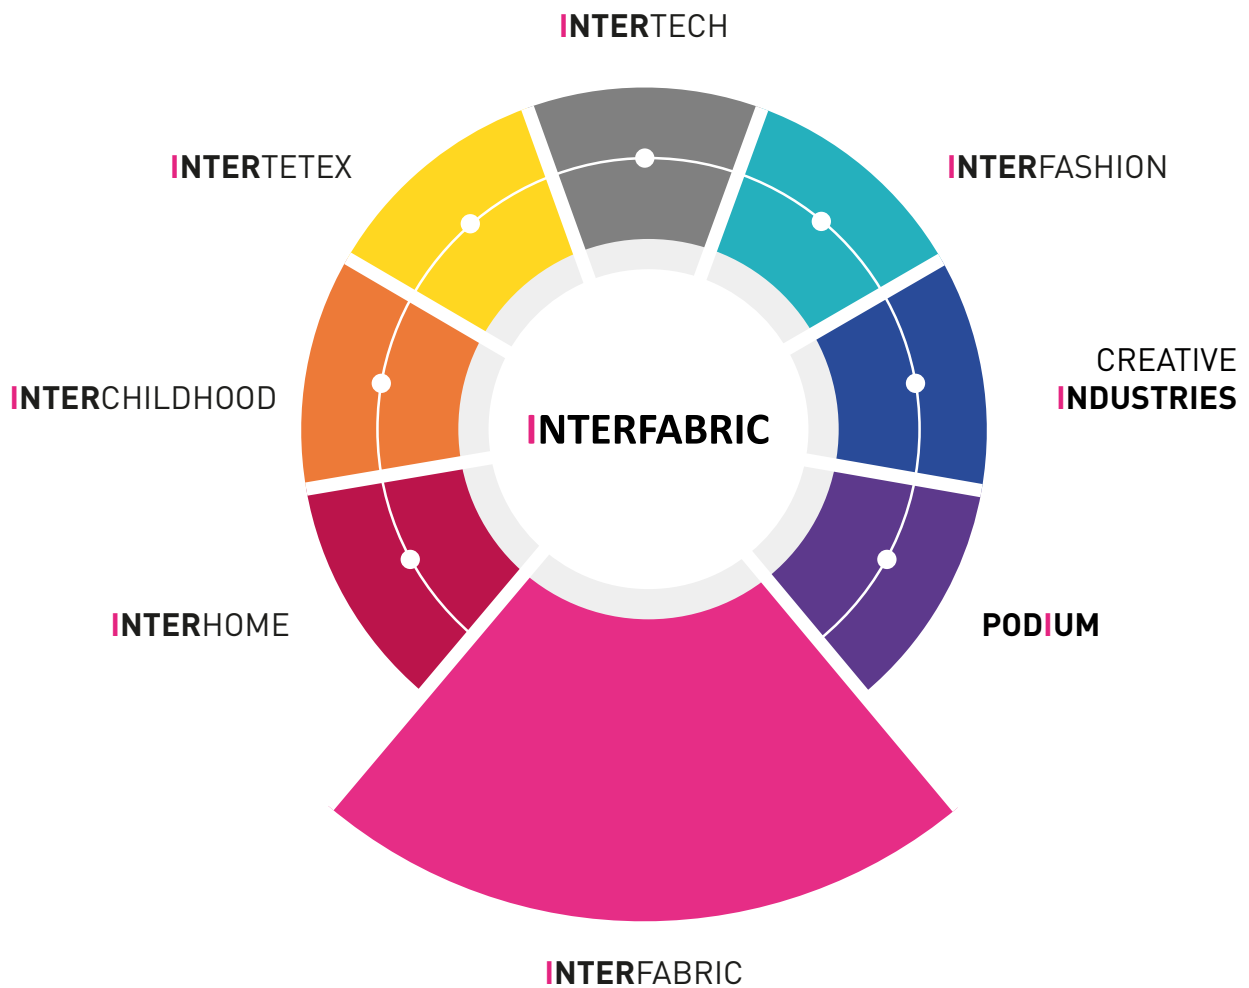 INTERTECH
INTERTETEX
INTERFASHION
CREATIVE
INDUSTRIES
INTERCHILDHOOD
INTERFABRIC
INTERHOME
PODIUM
INTERFABRIC